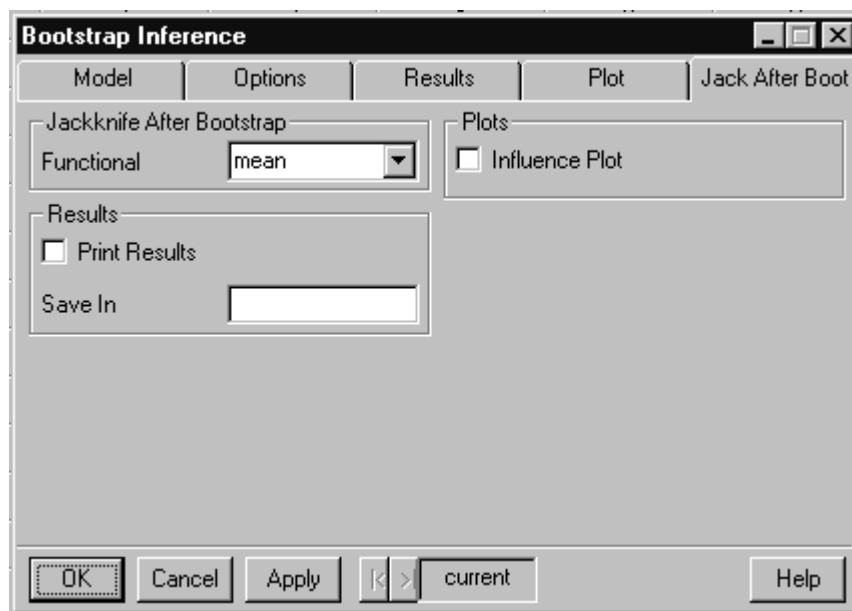 Bootstrap Inference
Model Options Results Plot Jack After Boot
Jackknife After Bootstrap
Functional mean
Plots
Influence Plot
Results
Print Results
Save In
OK Cancel Apply current Help